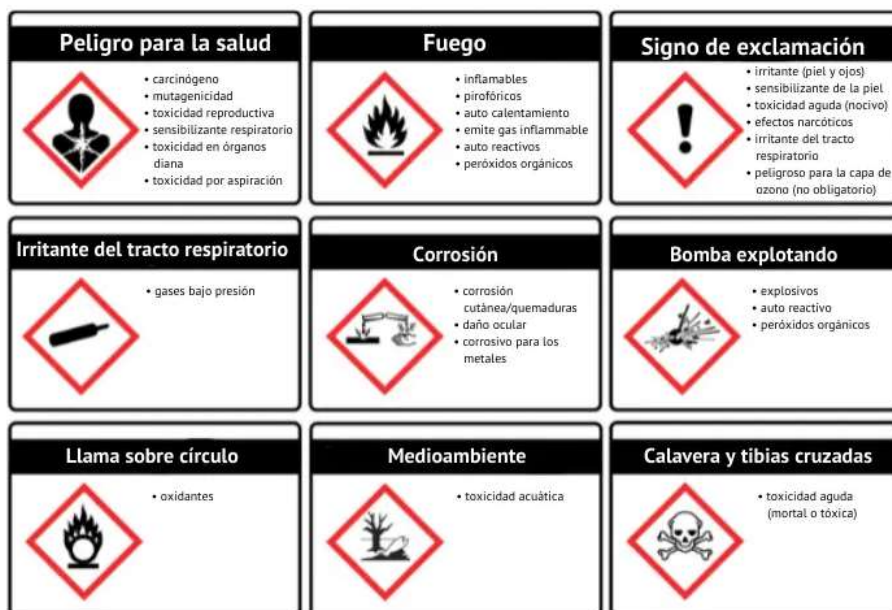 Peligro para la salud
• carcinógeno
• mutagenicidad
• toxicidad reproductiva
• sensibilizante respiratorio
• toxicidad en órganos
diana
• toxicidad por aspiración
Fuego
• inflamables
• pirofóricos
• auto calentamiento
• emite gas inflammable
• auto reactivos
• peróxidos orgánicos
Signo de exclamación
• irritante (piel y ojos)
• sensibilizante de la piel
• toxicidad aguda (nocivo)
• efectos narcóticos
• irritante del tracto
respiratorio
• peligroso para la capa de
ozono (no obligatorio)
Irritante del tracto respiratorio
• gases bajo presión
Corrosión
• corrosión
cutánea/quemaduras
• daño ocular
• corrosivo para los
metales
Bomba explotando
• explosivos
• auto reactivo
• peróxidos orgánicos
Llama sobre círculo
• oxidantes
Medioambiente
• toxicidad acuàtica
Calavera y tibias cruzadas
• toxicidad aguda
(mortal o tóxica)